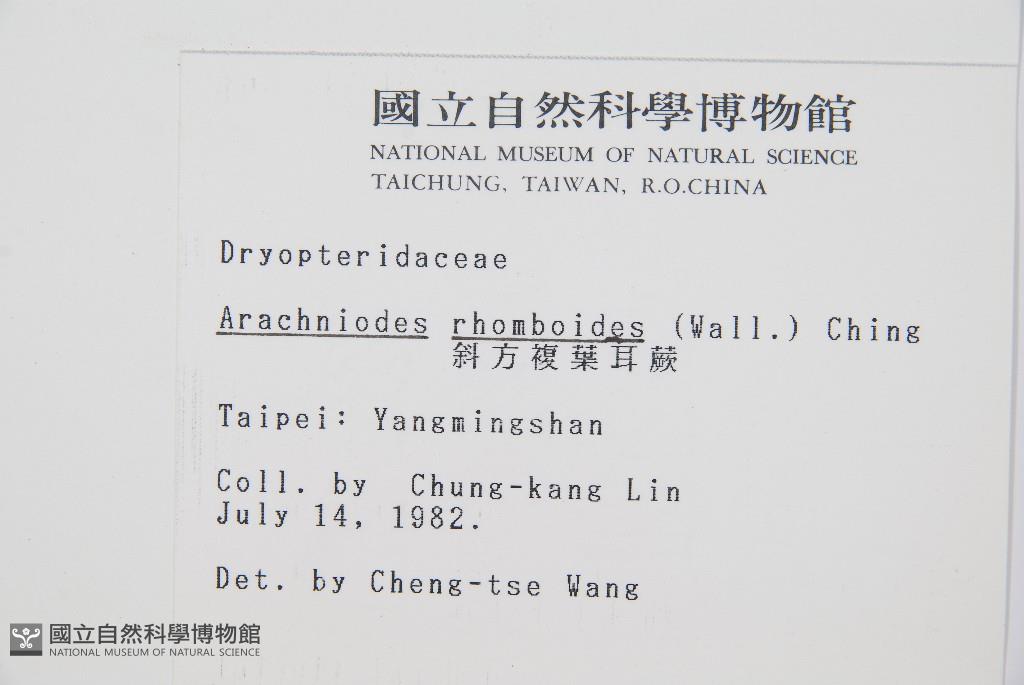 國立自然科學博物館
NATIONAL MUSEUM OF NATURAL SCIENCE
TAICHUNG, TAIWAN, R.O.CHINA
Dryopteridaceae
Arachniodes rhomboides (Wall.) Ching
斜方複葉耳蕨
Taipei: Yangmingshan
Coll. by Chung-kang Lin
July 14, 1982.
Det. by Cheng-tse Wang
國立自然科學博物館
NATIONAL MUSEUM OF NATURAL SCIENCE